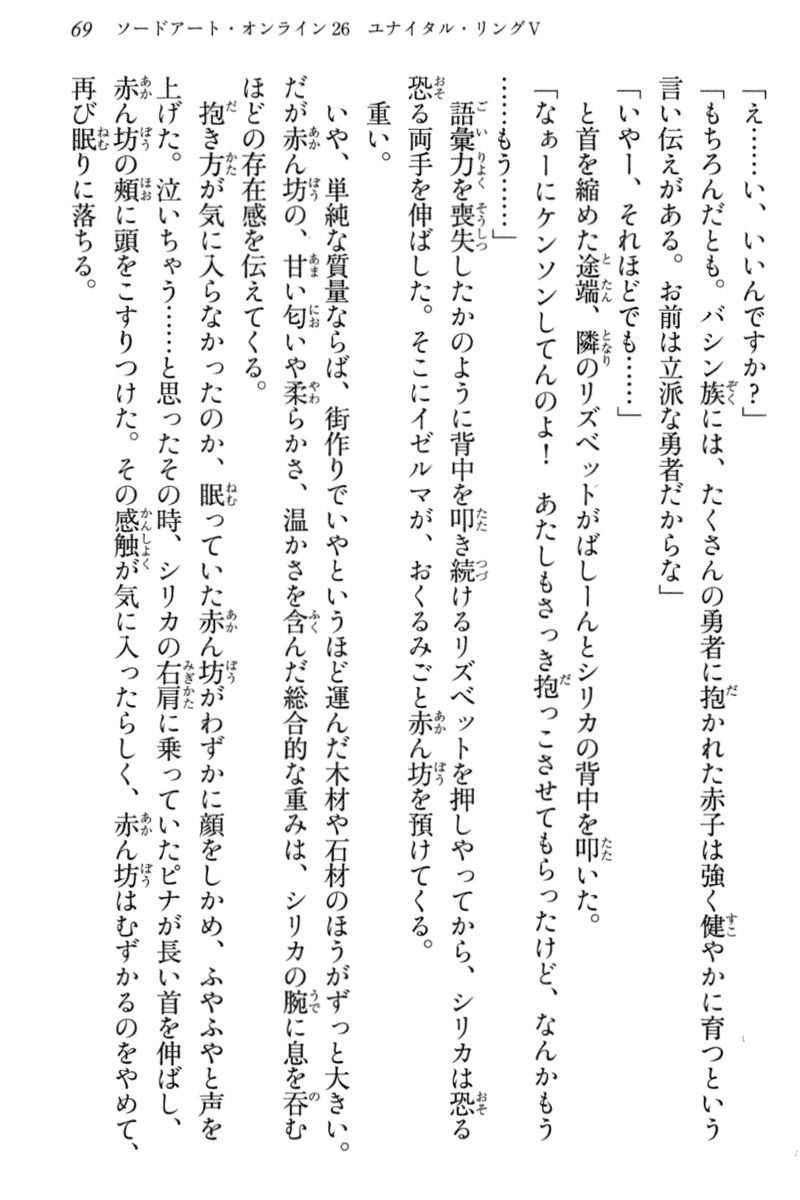 69 ソードアート・オンライン26 ユナイタル・リングⅤ
「え……い、いいんですか？」
「もちろんだとも。バシン族には、たくさんの勇者に抱かれた赤子は強く健やかに育つという
言い伝えがある。お前は立派な勇者だからな」
「いやー、それほどでも……」
と首を縮めた途端、隣のリズベットがばしーんとシリカの背中を叩いた。
「なぁーにケンソンしてんのよ！　あたしもさっき抱っこさせてもらったけど、なんかもう
……もう……」
語彙力を喪失したかのように背中を叩き続けるリズベットを押しやってから、シリカは恐る
恐る両手を伸ばした。そこにイゼルマが、おくるみごと赤ん坊を預けてくる。
重い。
いや、単純な質量ならば、街作りでいやというほど運んだ木材や石材のほうがずっと大きい。
だが赤ん坊の、甘い匂いや柔らかさ、温かさを含んだ総合的な重みは、シリカの腕に息を呑む
ほどの存在感を伝えてくる。
抱き方が気に入らなかったのか、眠っていた赤ん坊がわずかに顔をしかめ、ふやふやと声を
上げた。泣いちゃう……と思ったその時、シリカの右肩に乗っていたピナが長い首を伸ばし、
赤ん坊の頬に頭をこすりつけた。その感触が気に入ったらしく、赤ん坊はむずかるのをやめて、
再び眠りに落ちる。